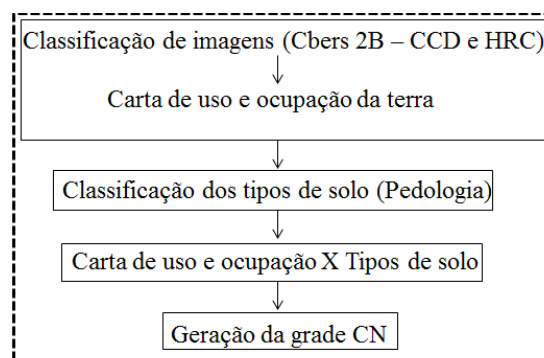 Classificação de imagens (Cbers 2B – CCD e HRC)
Carta de uso e ocupação da terra
Classificação dos tipos de solo (Pedologia)
Carta de uso e ocupação X Tipos de solo
Geração da grade CN